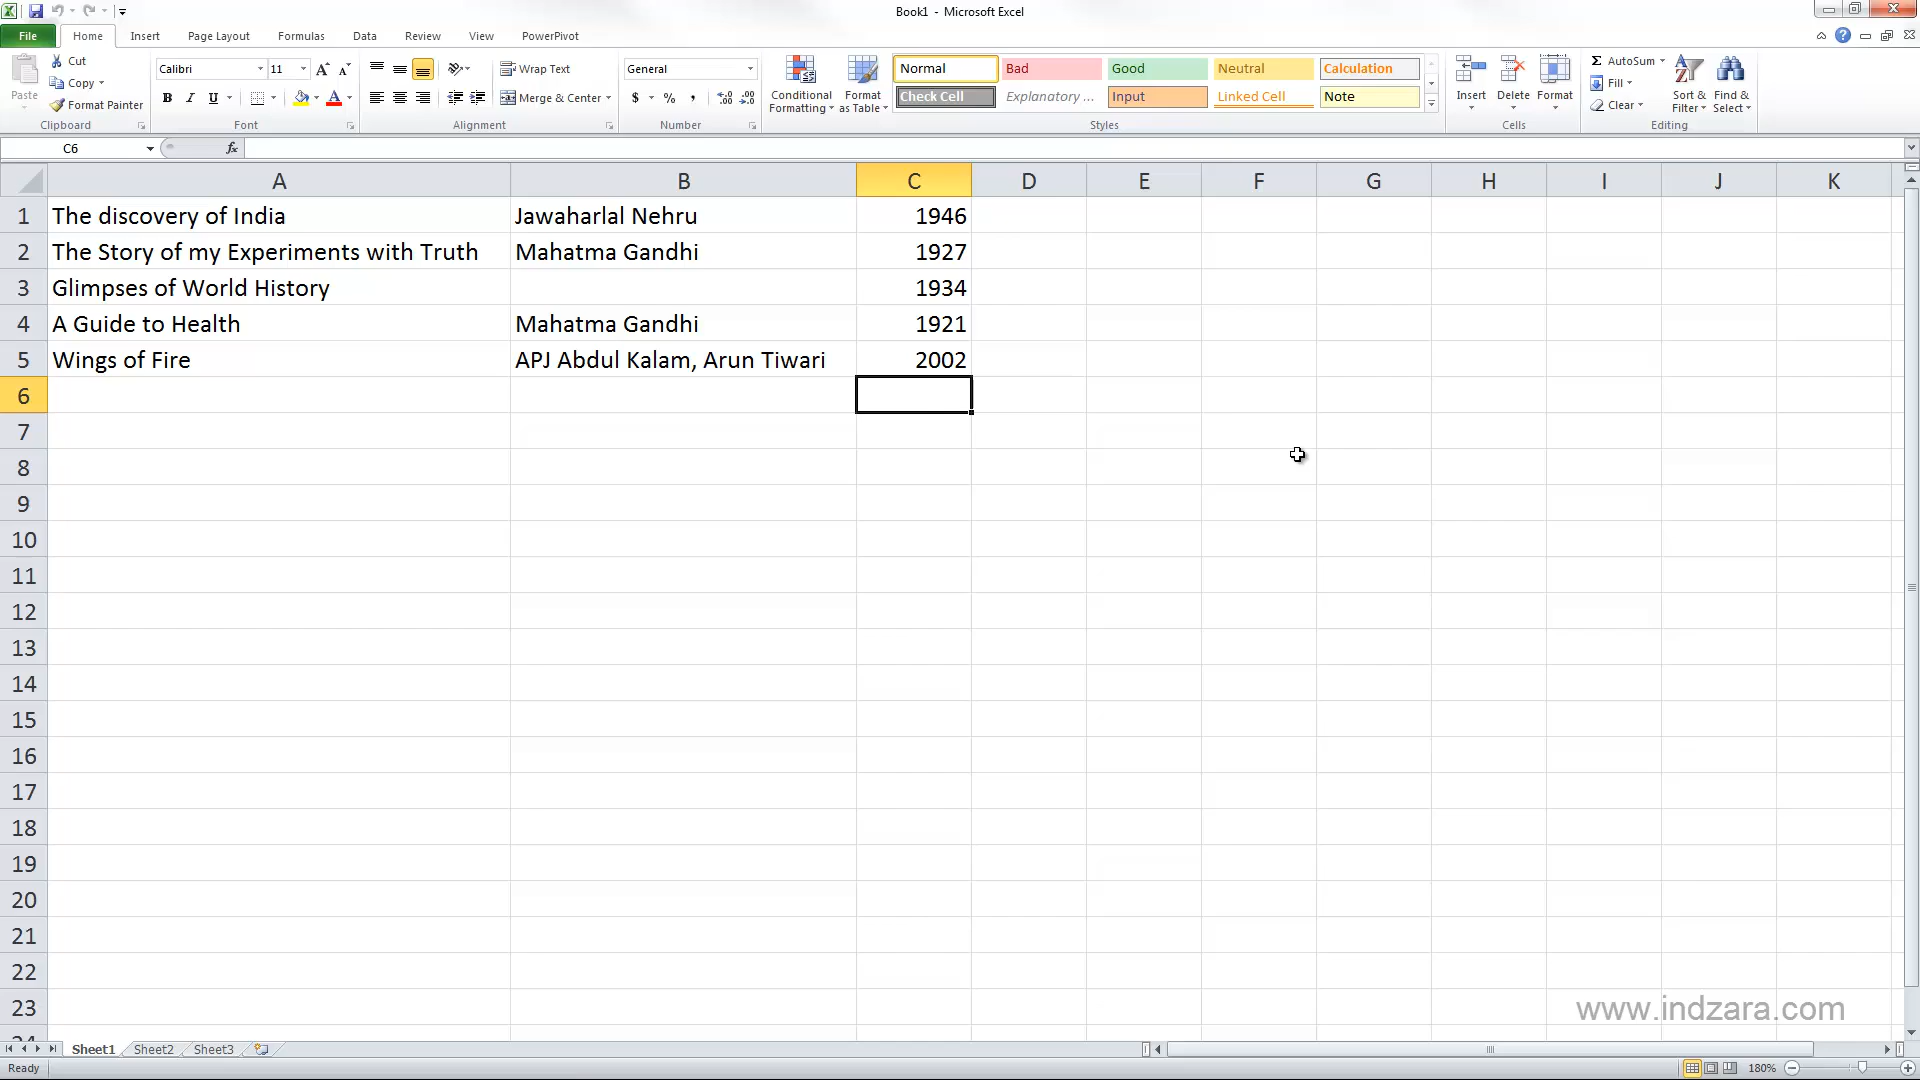 Book1 - Microsoft Excel
File Home Insert Page Layout Formulas Data Review View PowerPivot
Paste
Cut
Copy
Format Painter
Clipboard
Calibri 11
B I U
Font
Wrap Text
Merge & Center
Alignment
General
$ % ,
Number
Conditional Formatting
Format as Table
Normal Bad Good Neutral Calculation
Check Cell Explanatory ... Input Linked Cell Note
Styles
Insert Delete Format
Cells
Σ AutoSum
Fill
Clear
Sort & Filter
Find & Select
Editing
C6 fx
A B C D E F G H I J K
1 The discovery of India Jawaharlal Nehru 1946
2 The Story of my Experiments with Truth Mahatma Gandhi 1927
3 Glimpses of World History 1934
4 A Guide to Health Mahatma Gandhi 1921
5 Wings of Fire APJ Abdul Kalam, Arun Tiwari 2002
6
7
8
9
10
11
12
13
14
15
16
17
18
19
20
21
22
23
www.indzara.com
24
Sheet1 Sheet2 Sheet3
Ready 180%